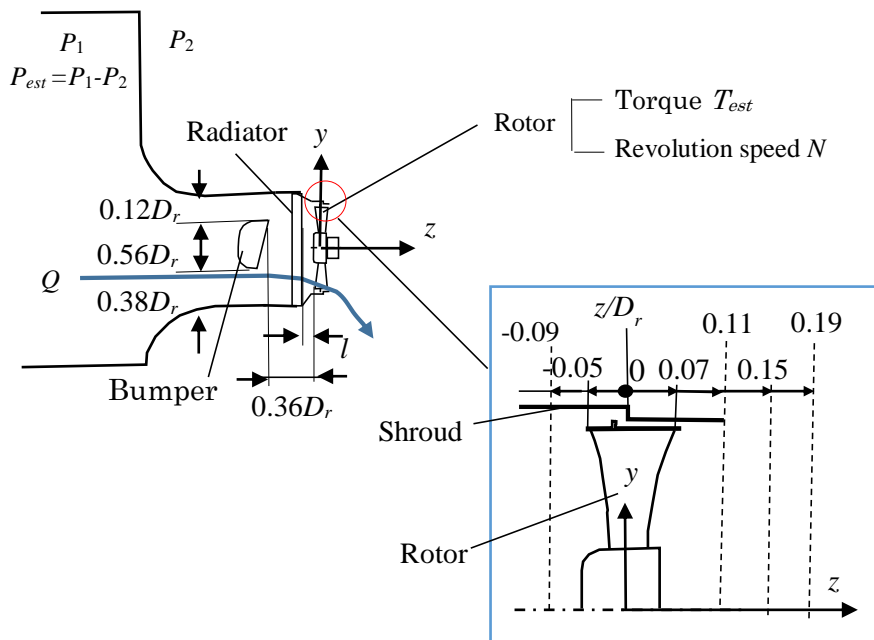 P₁
P₂
Pₑₛₜ =P₁-P₂
Radiator
y
Rotor
Torque Tₑₛₜ
Revolution speed N
0.12Dᵣ
0.56Dᵣ
z
Q
0.38Dᵣ
l
Bumper
0.36Dᵣ
-0.09
z/Dᵣ
0.11
0.19
-0.05
0
0.07
0.15
Shroud
y
Rotor
z